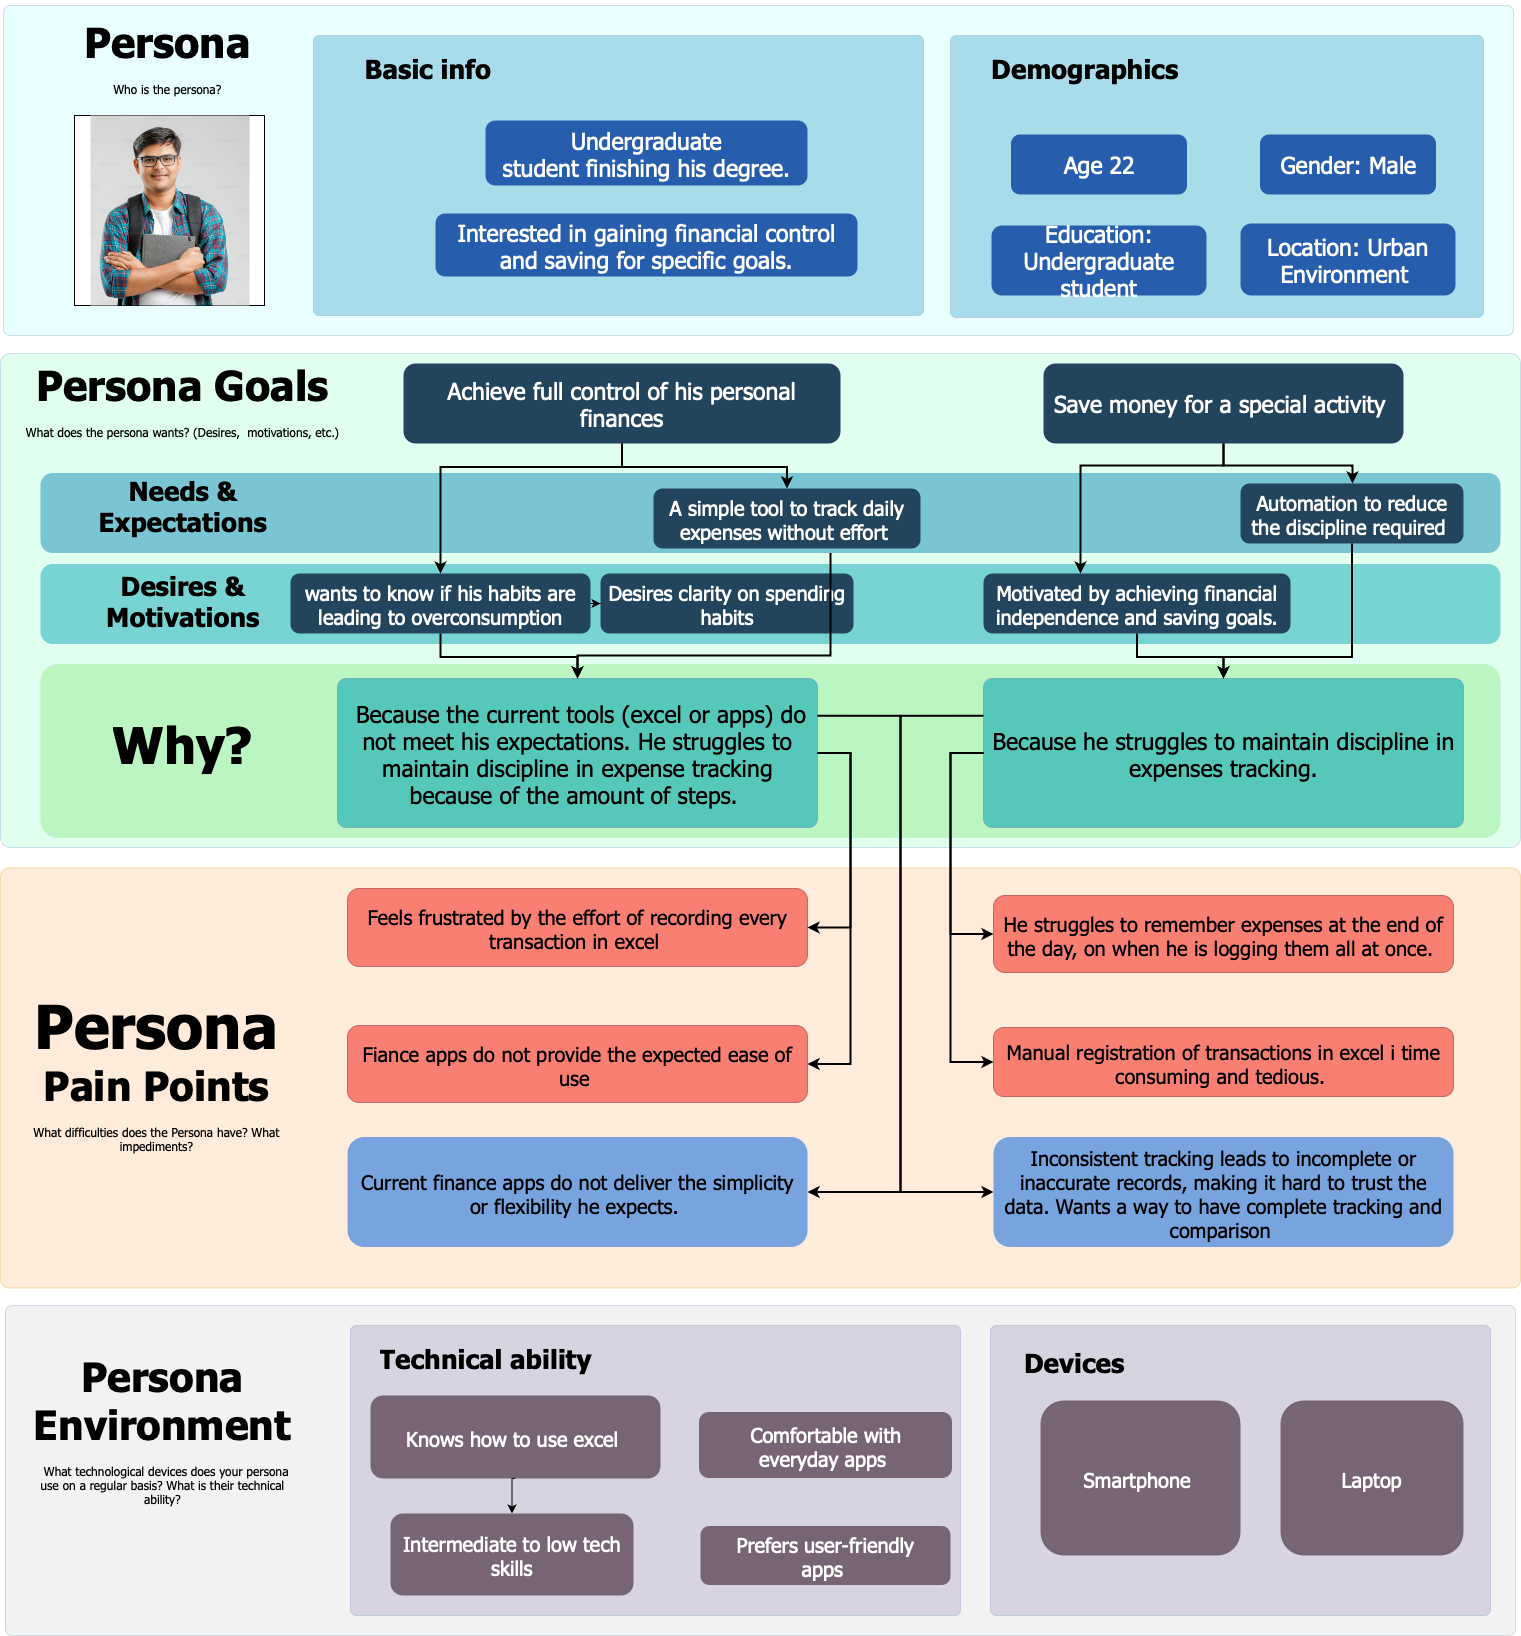 Persona
Who is the persona?
Basic info
Undergraduate
student finishing his degree.
Interested in gaining financial control
and saving for specific goals.
Demographics
Age 22
Gender: Male
Education:
Undergraduate
student
Location: Urban
Environment
Persona Goals
What does the persona wants? (Desires,  motivations, etc.)
Achieve full control of his personal
finances
Save money for a special activity
Needs &
Expectations
A simple tool to track daily
expenses without effort
Automation to reduce
the discipline required
Desires &
Motivations
wants to know if his habits are
leading to overconsumption
Desires clarity on spending
habits
Motivated by achieving financial
independence and saving goals.
Why?
Because the current tools (excel or apps) do
not meet his expectations. He struggles to
maintain discipline in expense tracking
because of the amount of steps.
Because he struggles to maintain discipline in
expenses tracking.
Persona
Pain Points
What difficulties does the Persona have? What
impediments?
Feels frustrated by the effort of recording every
transaction in excel
He struggles to remember expenses at the end of
the day, on when he is logging them all at once.
Fiance apps do not provide the expected ease of
use
Manual registration of transactions in excel i time
consuming and tedious.
Current finance apps do not deliver the simplicity
or flexibility he expects.
Inconsistent tracking leads to incomplete or
inaccurate records, making it hard to trust the
data. Wants a way to have complete tracking and
comparison
Persona
Environment
What technological devices does your persona
use on a regular basis? What is their technical
ability?
Technical ability
Knows how to use excel
Comfortable with
everyday apps
Intermediate to low tech
skills
Prefers user-friendly
apps
Devices
Smartphone
Laptop